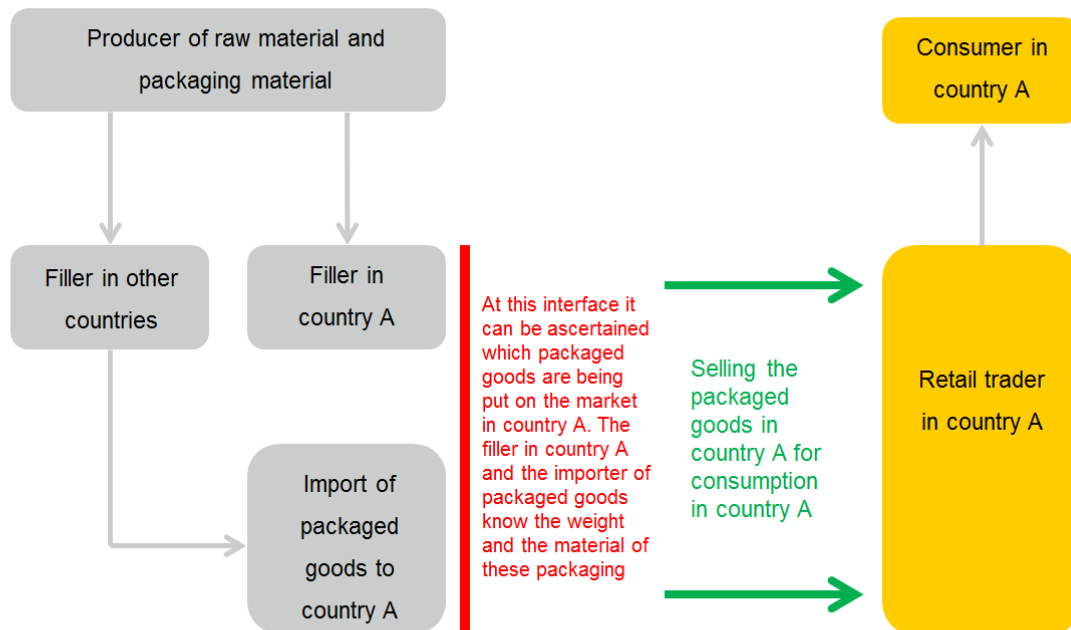 Producer of raw material and
packaging material
Consumer in
country A
Filler in other
countries
Filler in
country A
At this interface it
can be ascertained
which packaged
goods are being
put on the market
in country A. The
filler in country A
and the importer of
packaged goods
know the weight
and the material of
these packaging
Selling the
packaged
goods in
country A for
consumption
in country A
Retail trader
in country A
Import of
packaged
goods to
country A